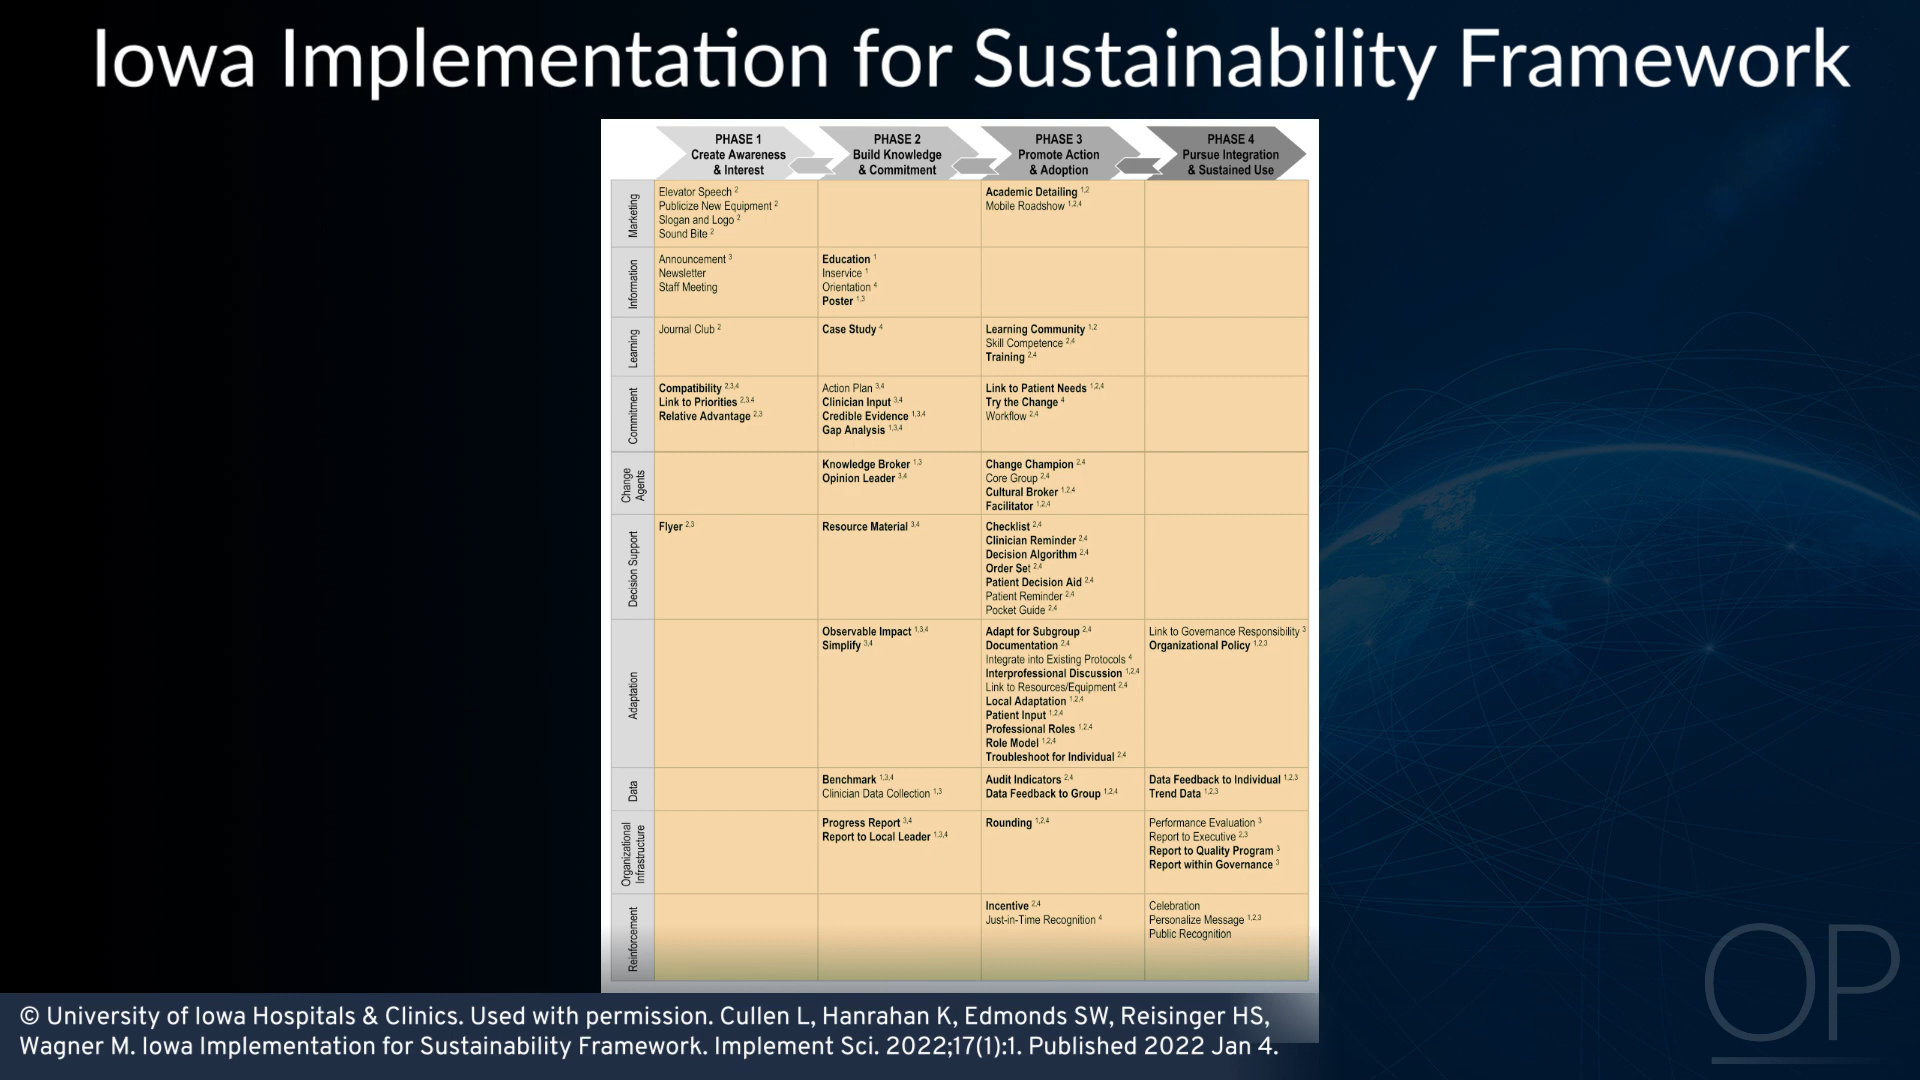 Iowa Implementation for Sustainability Framework
PHASE 1
Create Awareness
& Interest
PHASE 2
Build Knowledge
& Commitment
PHASE 3
Promote Action
& Adoption
PHASE 4
Pursue Integration
& Sustained Use
Marketing
Elevator Speech 2
Publicize New Equipment 2
Slogan and Logo 2
Sound Bite 2
Academic Detailing 1,2
Mobile Roadshow 1,2,4
Information
Announcement 3
Newsletter
Staff Meeting
Education 1
Inservice 1
Orientation 4
Poster 1,3
Learning
Journal Club 2
Case Study 4
Learning Community 1,2
Skill Competence 2,4
Training 2,4
Commitment
Compatibility 2,3,4
Link to Priorities 2,3,4
Relative Advantage 2,3
Action Plan 3,4
Clinician Input 3,4
Credible Evidence 1,3,4
Gap Analysis 1,3,4
Link to Patient Needs 1,2,4
Try the Change 4
Workflow 2,4
Change
Agents
Knowledge Broker 1,3
Opinion Leader 3,4
Change Champion 2,4
Core Group 2,4
Cultural Broker 1,2,4
Facilitator 1,2,4
Decision Support
Flyer 2,3
Resource Material 3,4
Checklist 2,4
Clinician Reminder 2,4
Decision Algorithm 2,4
Order Set 2,4
Patient Decision Aid 2,4
Patient Reminder 2,4
Pocket Guide 2,4
Adaptation
Observable Impact 1,3,4
Simplify 3,4
Adapt for Subgroup 2,4
Documentation 2,4
Integrate into Existing Protocols 4
Interprofessional Discussion 1,2,4
Link to Resources/Equipment 2,4
Local Adaptation 1,2,4
Patient Input 1,2,4
Professional Roles 1,2,4
Role Model 1,2,4
Troubleshoot for Individual 2,4
Link to Governance Responsibility 3
Organizational Policy 1,2,3
Data
Benchmark 1,3,4
Clinician Data Collection 1,3
Audit Indicators 2,4
Data Feedback to Group 1,2,4
Data Feedback to Individual 1,2,3
Trend Data 1,2,3
Organizational
Infrastructure
Progress Report 3,4
Report to Local Leader 1,3,4
Rounding 1,2,4
Performance Evaluation 3
Report to Executive 2,3
Report to Quality Program 3
Report within Governance 3
Reinforcement
Incentive 2,4
Just-in-Time Recognition 4
Celebration
Personalize Message 1,2,3
Public Recognition
© University of Iowa Hospitals & Clinics. Used with permission. Cullen L, Hanrahan K, Edmonds SW, Reisinger HS,
Wagner M. Iowa Implementation for Sustainability Framework. Implement Sci. 2022;17(1):1. Published 2022 Jan 4.
OP